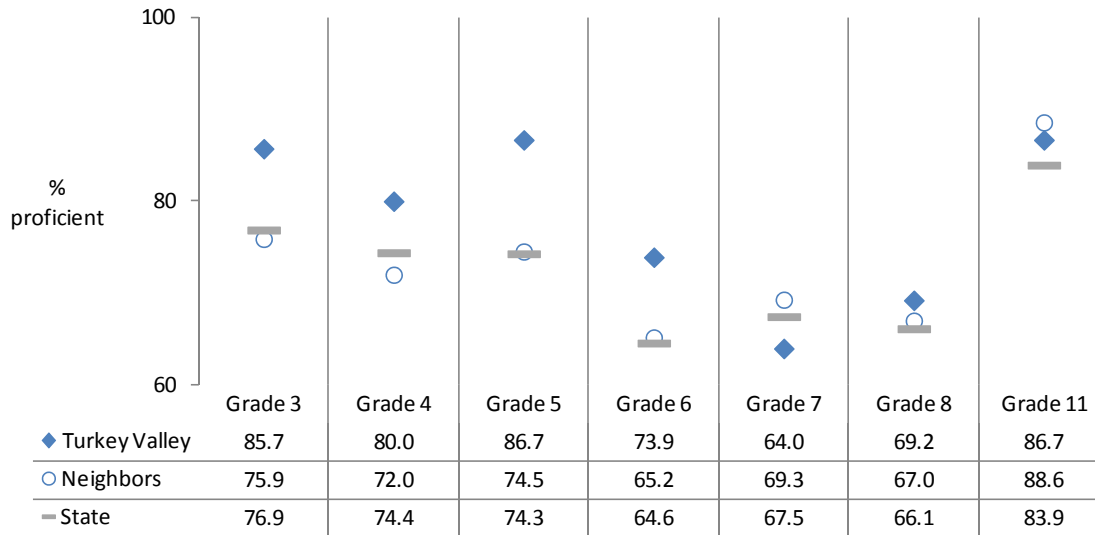 100
%
proficient
80
60
Grade 3 Grade 4 Grade 5 Grade 6 Grade 7 Grade 8 Grade 11
Turkey Valley 85.7 80.0 86.7 73.9 64.0 69.2 86.7
Neighbors 75.9 72.0 74.5 65.2 69.3 67.0 88.6
State 76.9 74.4 74.3 64.6 67.5 66.1 83.9